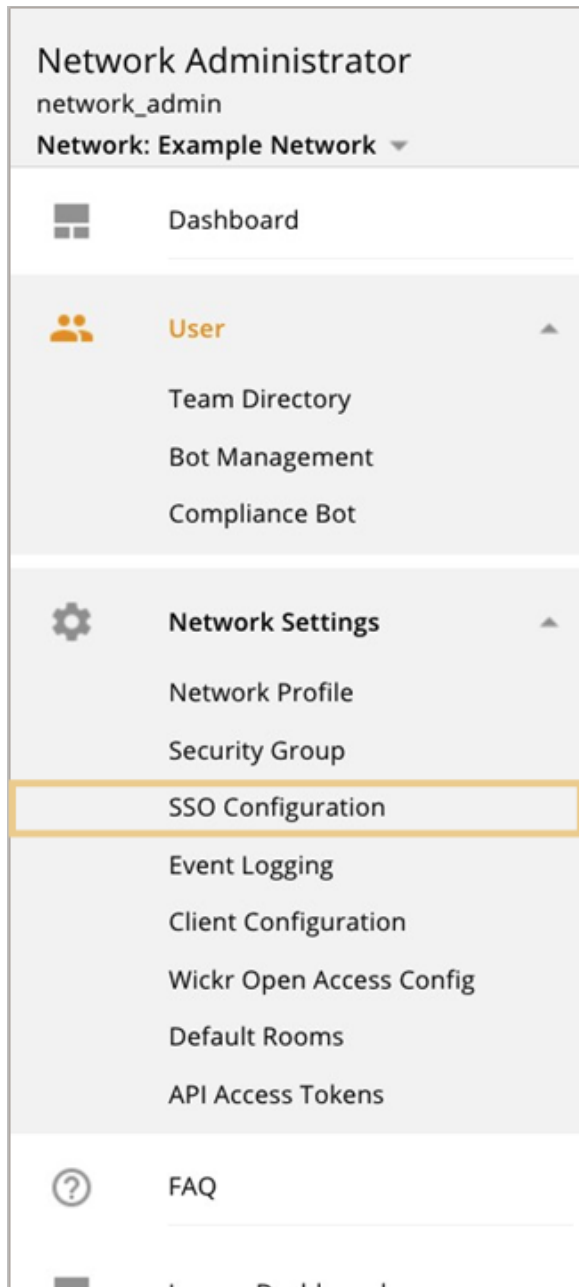 Network Administrator
network_admin
Network: Example Network
Dashboard
User
Team Directory
Bot Management
Compliance Bot
Network Settings
Network Profile
Security Group
SSO Configuration
Event Logging
Client Configuration
Wickr Open Access Config
Default Rooms
API Access Tokens
FAQ